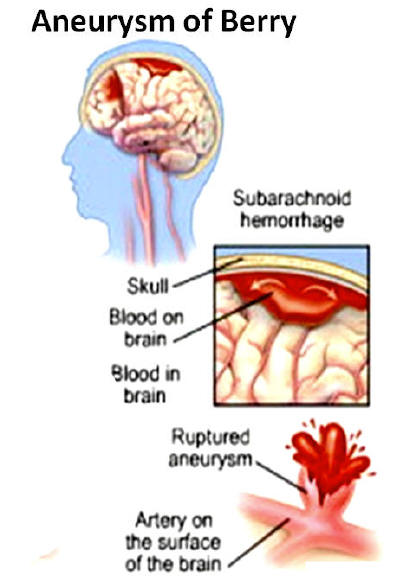 Aneurysm of Berry
Subarachnoid
hemorrhage
Skull
Blood on
brain
Blood in
brain
Ruptured
aneurysm
Artery on
the surface
of the brain